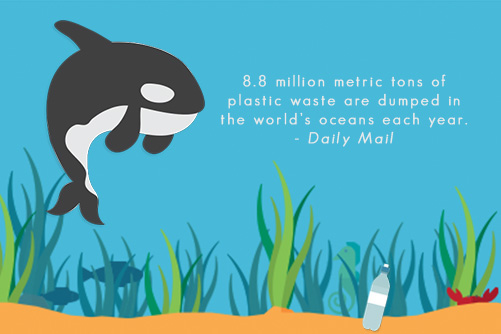 8.8 million metric tons of
plastic waste are dumped in
the world's oceans each year.
- Daily Mail